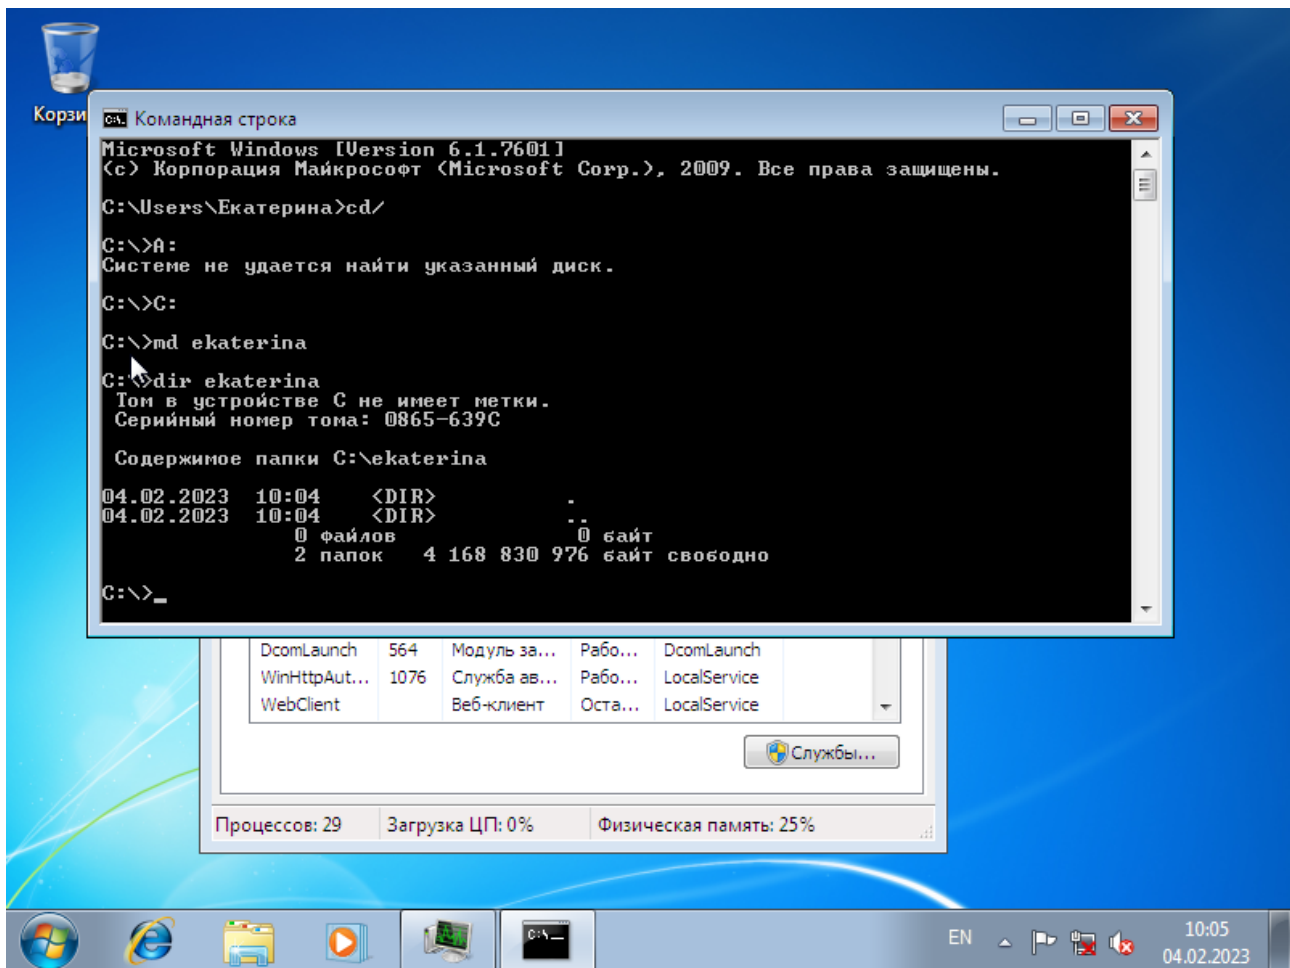 Корзи
Командная строка
Microsoft Windows [Version 6.1.7601]
(c) Корпорация Майкрософт (Microsoft Corp.), 2009. Все права защищены.
C:\Users\Екатерина>cd/
C:\>A:
Системе не удается найти указанный диск.
C:\>C:
C:\>md ekaterina
C:\>dir ekaterina
Том в устройстве C не имеет метки.
Серийный номер тома: 0865-639C
Содержимое папки C:\ekaterina
04.02.2023 10:04 <DIR> .
04.02.2023 10:04 <DIR> ..
0 файлов 0 байт
2 папок 4 168 830 976 байт свободно
C:\>_
DcomLaunch 564 Модуль за... Рабо... DcomLaunch
WinHttpAut... 1076 Служба ав... Рабо... LocalService
WebClient Веб-клиент Оста... LocalService
Службы...
Процессов: 29 Загрузка ЦП: 0% Физическая память: 25%
C:\_
EN
10:05
04.02.2023